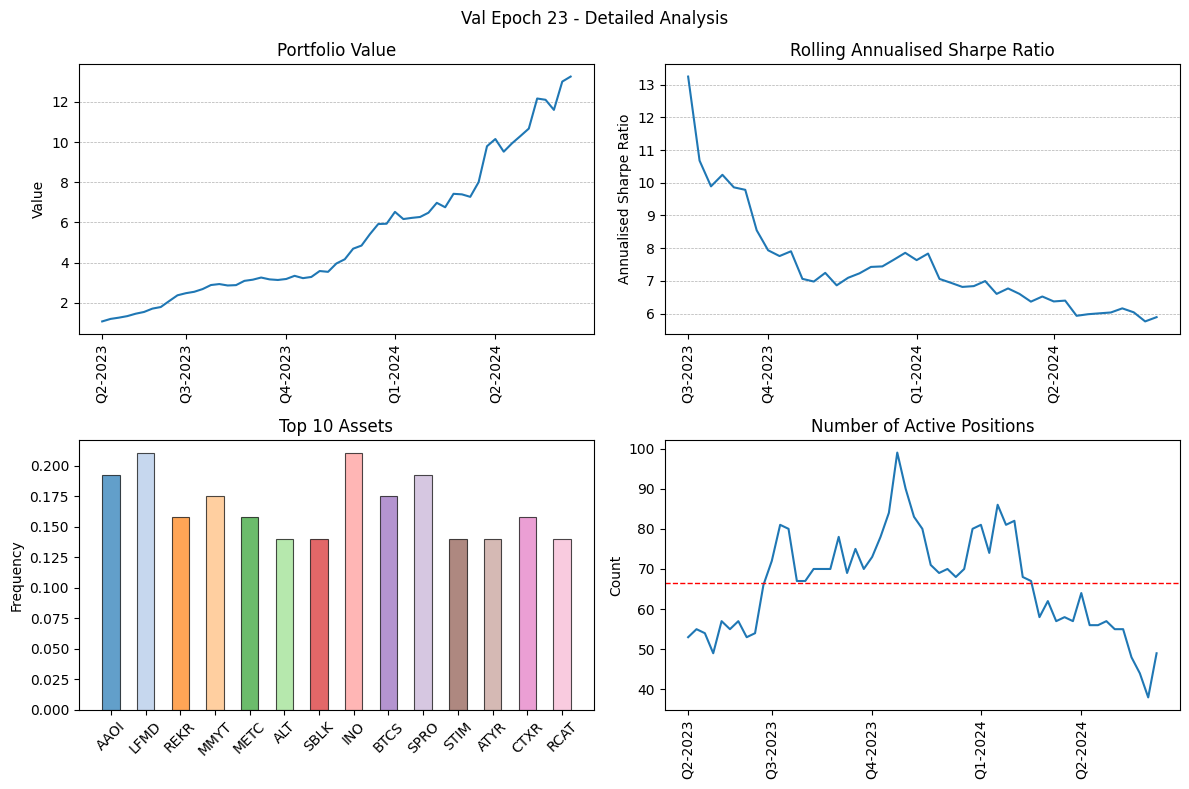 Val Epoch 23 - Detailed Analysis
Portfolio Value
Value
12
10
8
6
4
2
Q2-2023
Q3-2023
Q4-2023
Q1-2024
Q2-2024
Rolling Annualised Sharpe Ratio
Annualised Sharpe Ratio
13
12
11
10
9
8
7
6
Q3-2023
Q4-2023
Q1-2024
Q2-2024
Top 10 Assets
Frequency
0.200
0.175
0.150
0.125
0.100
0.075
0.050
0.025
0.000
AAOI
LFMD
REKR
MMYT
METC
ALT
SBLK
INO
BTCS
SPRO
STIM
ATYR
CTXR
RCAT
Number of Active Positions
Count
100
90
80
70
60
50
40
Q2-2023
Q3-2023
Q4-2023
Q1-2024
Q2-2024